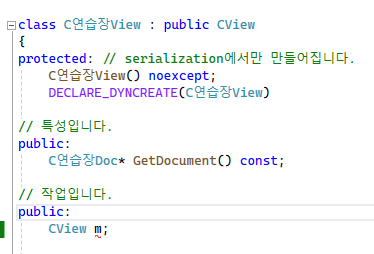 class C연습장View : public CView
{
protected: // serialization에서만 만들어집니다.
C연습장View() noexcept;
DECLARE_DYNCREATE(C연습장View)
// 특성입니다.
public:
C연습장Doc* GetDocument() const;
// 작업입니다.
public:
CView m;